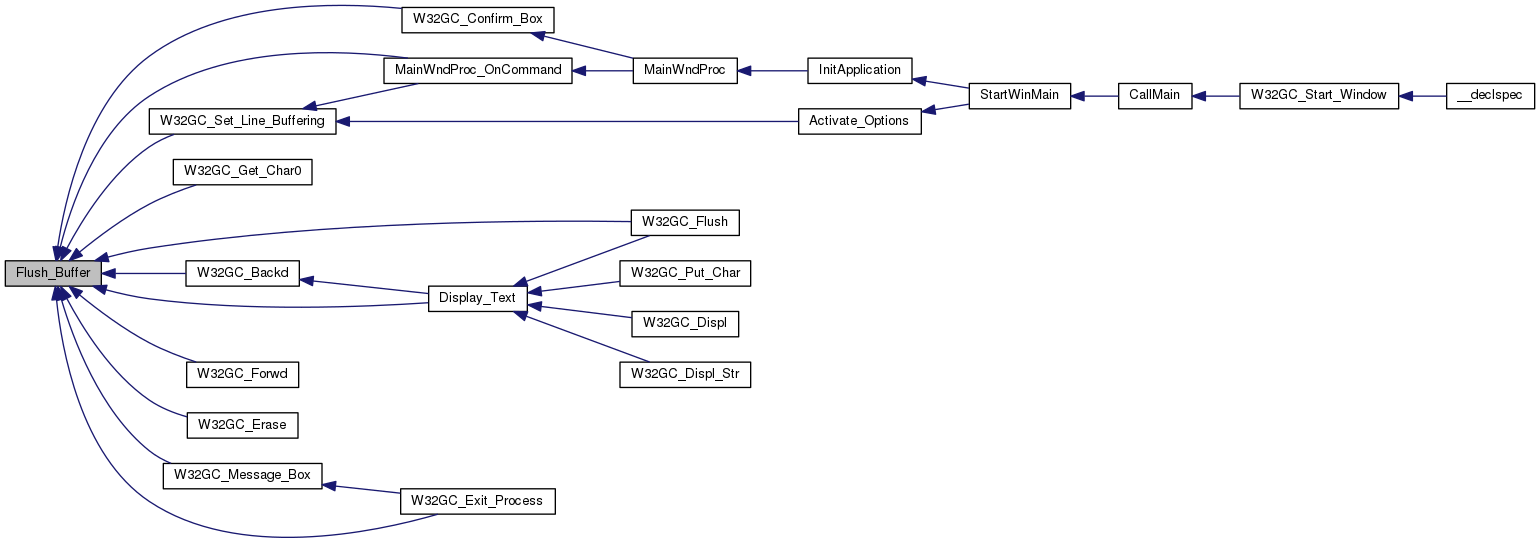 W32GC_Confirm_Box
MainWndProc_OnCommand
MainWndProc
InitApplication
StartWinMain
CallMain
W32GC_Start_Window
__declspec
W32GC_Set_Line_Buffering
Activate_Options
W32GC_Get_Char0
W32GC_Flush
Flush_Buffer
W32GC_Backd
W32GC_Put_Char
Display_Text
W32GC_Displ
W32GC_Forwd
W32GC_Displ_Str
W32GC_Erase
W32GC_Message_Box
W32GC_Exit_Process